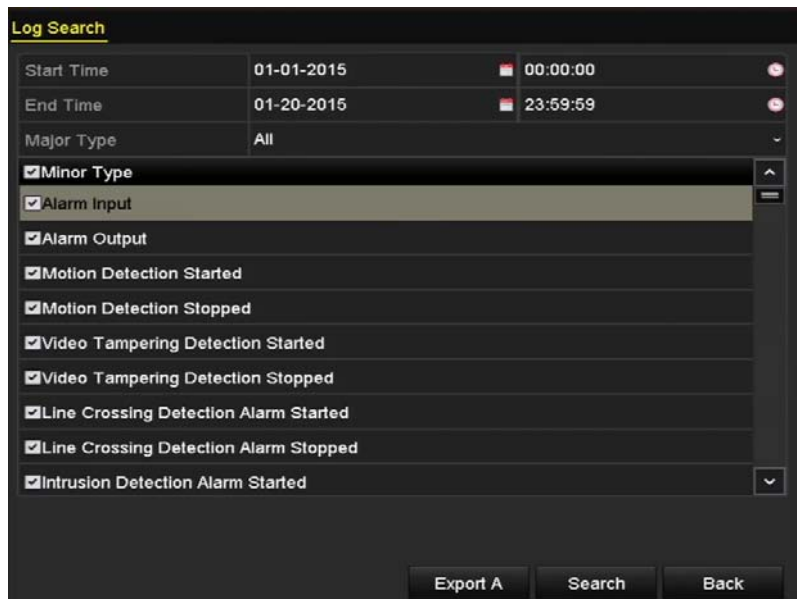 Log Search
Start Time 01-01-2015 00:00:00
End Time 01-20-2015 23:59:59
Major Type All
Minor Type
Alarm Input
Alarm Output
Motion Detection Started
Motion Detection Stopped
Video Tampering Detection Started
Video Tampering Detection Stopped
Line Crossing Detection Alarm Started
Line Crossing Detection Alarm Stopped
Intrusion Detection Alarm Started
Export A Search Back